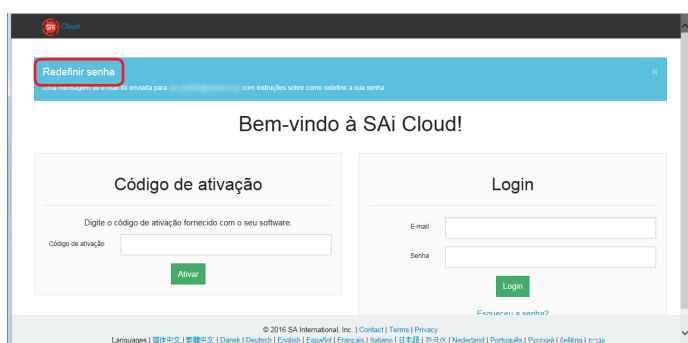 SAi Cloud
Redefinir senha ×
Uma mensagem de e-mail foi enviada para com instruções sobre como redefinir a sua senha
Bem-vindo à SAi Cloud!
Código de ativação
Digite o código de ativação fornecido com o seu software.
Código de ativação
Ativar
Login
E-mail
Senha
Login
Esqueceu a senha?
© 2016 SA International, Inc. | Contact | Terms | Privacy
Languages | 简体中文 | 繁體中文 | Dansk | Deutsch | English | Español | Français | Italiano | 日本語 | 한국어 | Nederland | Português | Русский | čeština | עברית